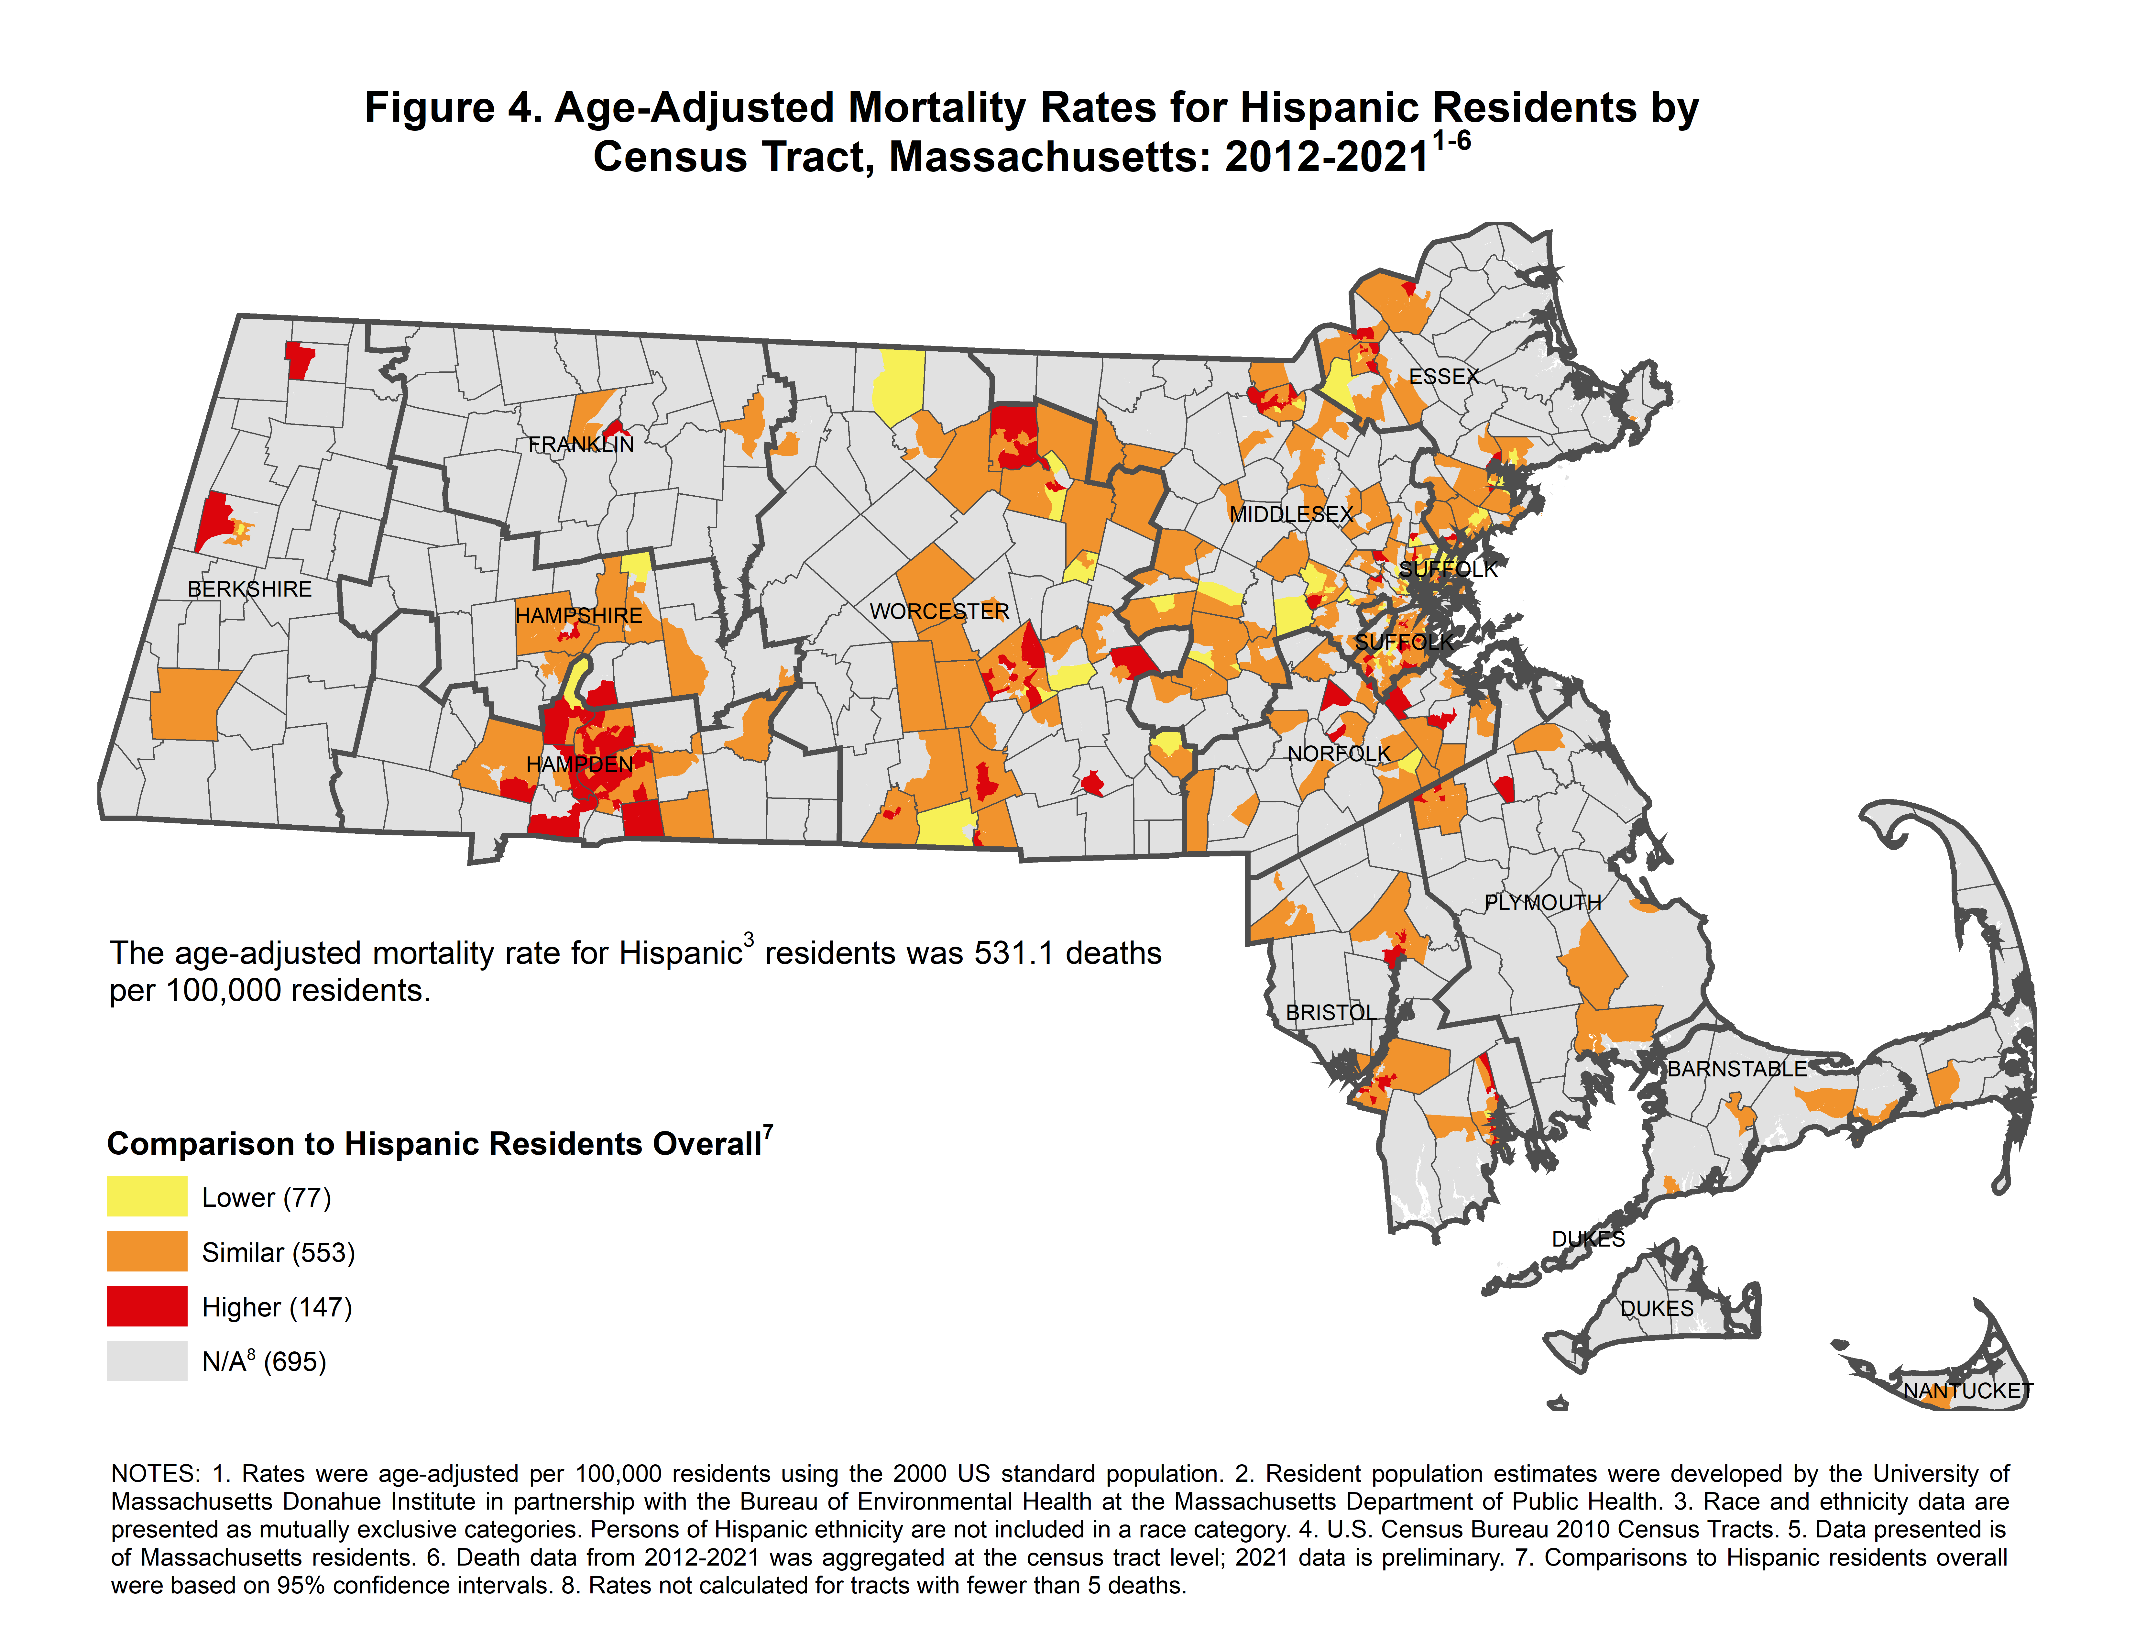 Figure 4. Age-Adjusted Mortality Rates for Hispanic Residents by
Census Tract, Massachusetts: 2012-2021¹⁻⁶
ESSEX
FRANKLIN
MIDDLESEX
SUFFOLK
BERKSHIRE
HAMPSHIRE
WORCESTER
SUFFOLK
NORFOLK
HAMPDEN
PLYMOUTH
BRISTOL
BARNSTABLE
DUKES
DUKES
NANTUCKET
The age-adjusted mortality rate for Hispanic³ residents was 531.1 deaths
per 100,000 residents.
Comparison to Hispanic Residents Overall⁷
Lower (77)
Similar (553)
Higher (147)
N/A⁸ (695)
NOTES: 1. Rates were age-adjusted per 100,000 residents using the 2000 US standard population. 2. Resident population estimates were developed by the University of
Massachusetts Donahue Institute in partnership with the Bureau of Environmental Health at the Massachusetts Department of Public Health. 3. Race and ethnicity data are
presented as mutually exclusive categories. Persons of Hispanic ethnicity are not included in a race category. 4. U.S. Census Bureau 2010 Census Tracts. 5. Data presented is
of Massachusetts residents. 6. Death data from 2012-2021 was aggregated at the census tract level; 2021 data is preliminary. 7. Comparisons to Hispanic residents overall
were based on 95% confidence intervals. 8. Rates not calculated for tracts with fewer than 5 deaths.